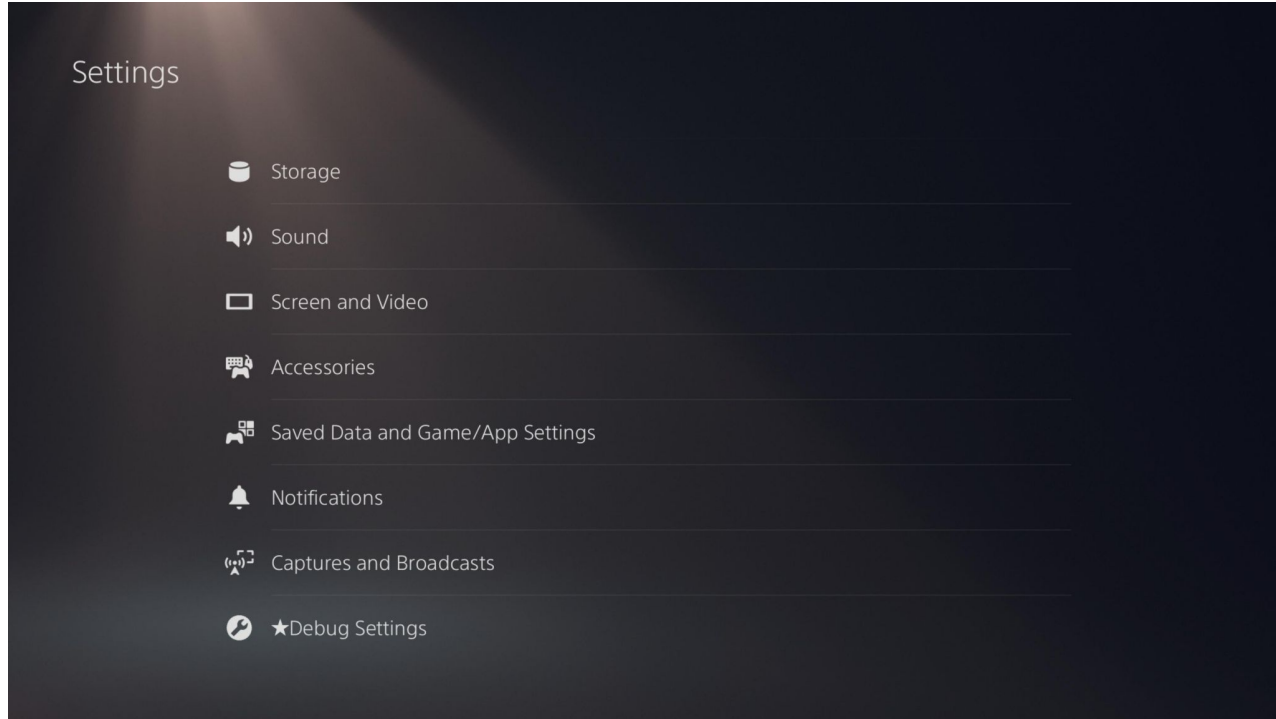 Settings
Storage
Sound
Screen and Video
Accessories
Saved Data and Game/App Settings
Notifications
Captures and Broadcasts
★Debug Settings